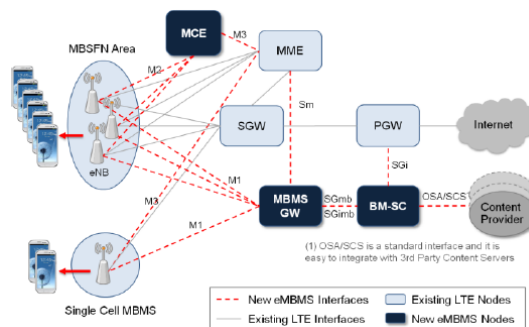 MBSFN Area
MCE
M3
MME
M2
Sm
eNB
SGW
PGW
Internet
M3
M1
SGi
M1
MBMS
GW
SGmb
SGimb
BM-SC
OSA/SCS
Content
Provider
(1) OSA/SCS is a standard interface and it is
easy to integrate with 3rd Party Content Servers
Single Cell MBMS
New eMBMS Interfaces
Existing LTE Nodes
Existing LTE Interfaces
New eMBMS Nodes